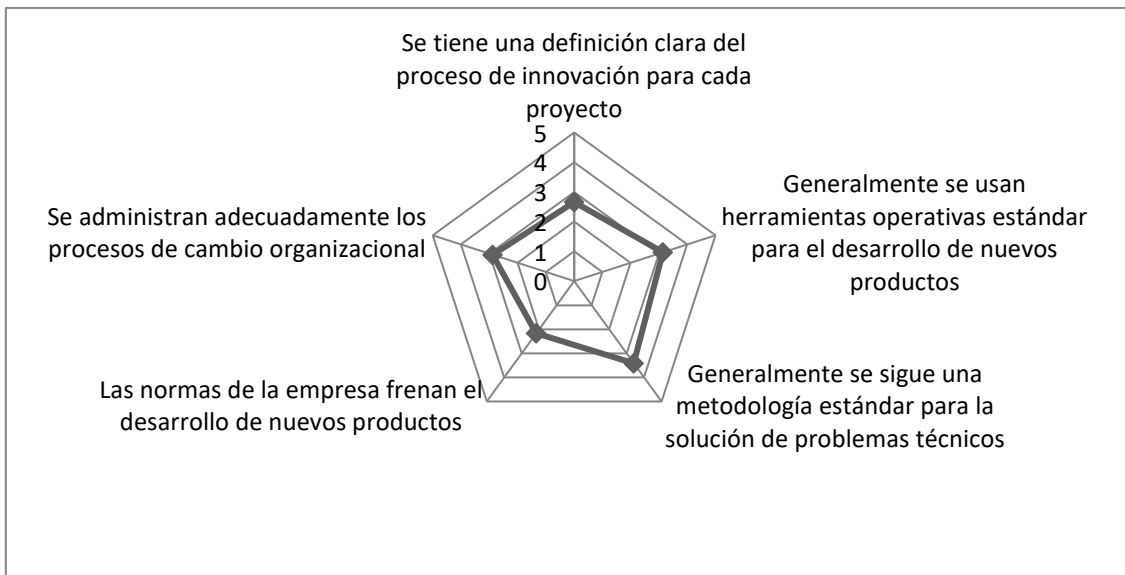 Se tiene una definición clara del
proceso de innovación para cada
proyecto
5
4
3
2
1
0
Generalmente se usan
herramientas operativas estándar
para el desarrollo de nuevos
productos
Generalmente se sigue una
metodología estándar para la
solución de problemas técnicos
Las normas de la empresa frenan el
desarrollo de nuevos productos
Se administran adecuadamente los
procesos de cambio organizacional